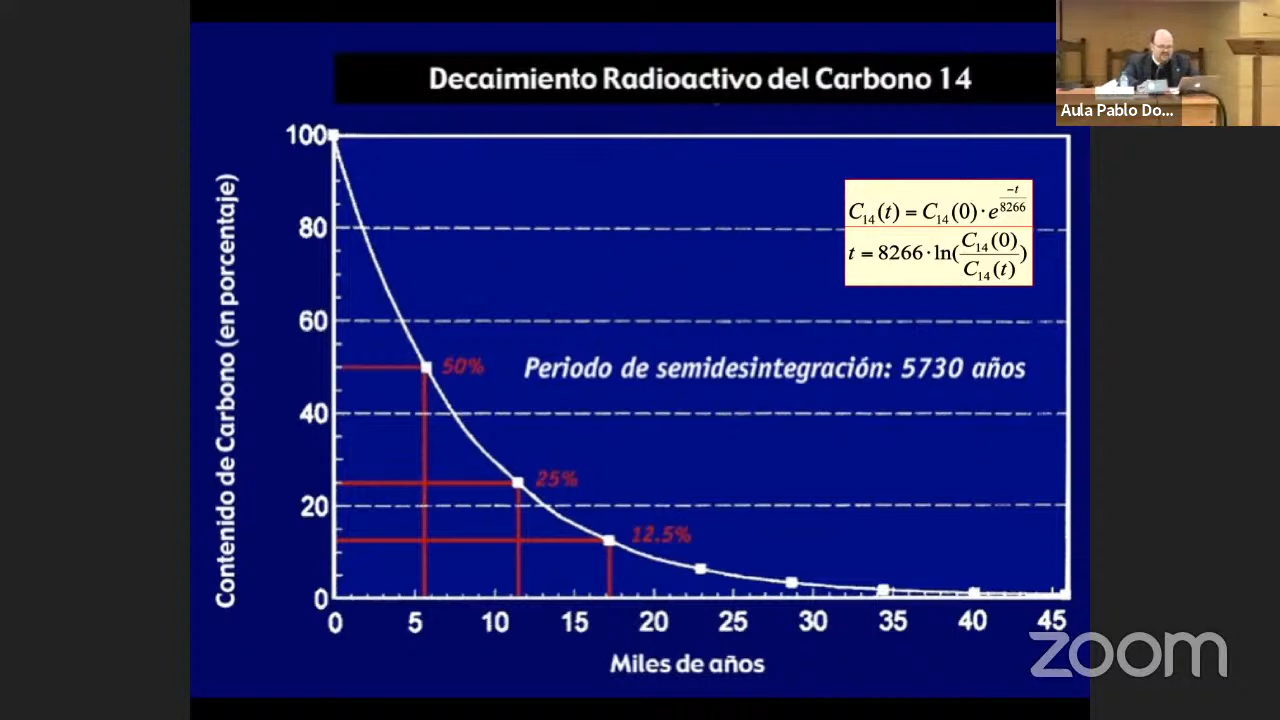 Decaimiento Radioactivo del Carbono 14
Aula Pablo Do...
Contenido de Carbono (en porcentaje)
100
80
60
40
20
0
C₁₄(t) = C₁₄(0)·e^(-t/8266)
t = 8266·ln(C₁₄(0)/C₁₄(t))
50%
Periodo de semidesintegración: 5730 años
25%
12.5%
0 5 10 15 20 25 30 35 40 45
Miles de años
zoom